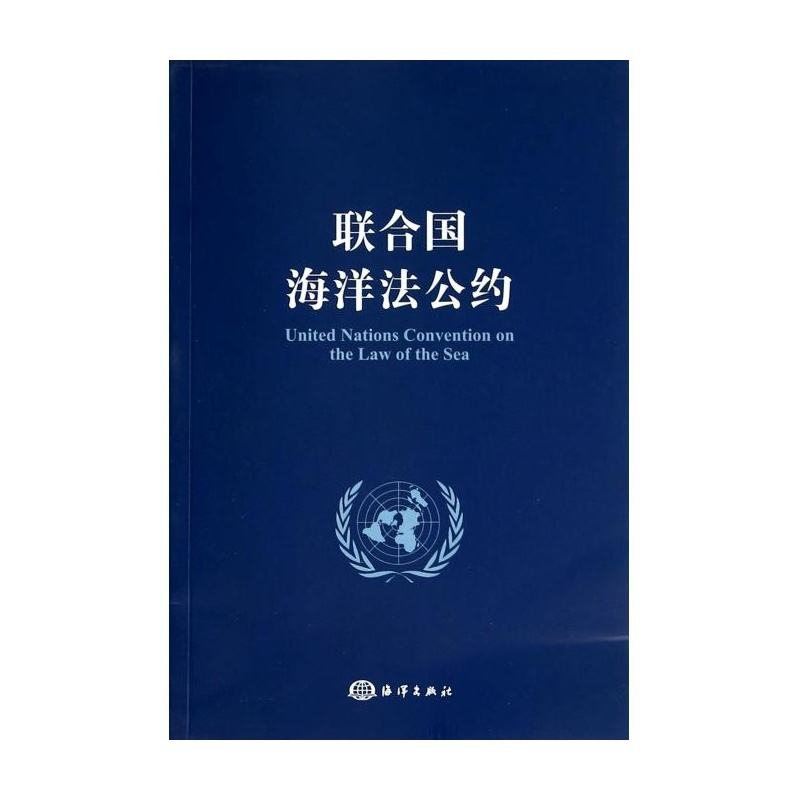 联合国
海洋法公约
United Nations Convention on
the Law of the Sea
海洋出版社